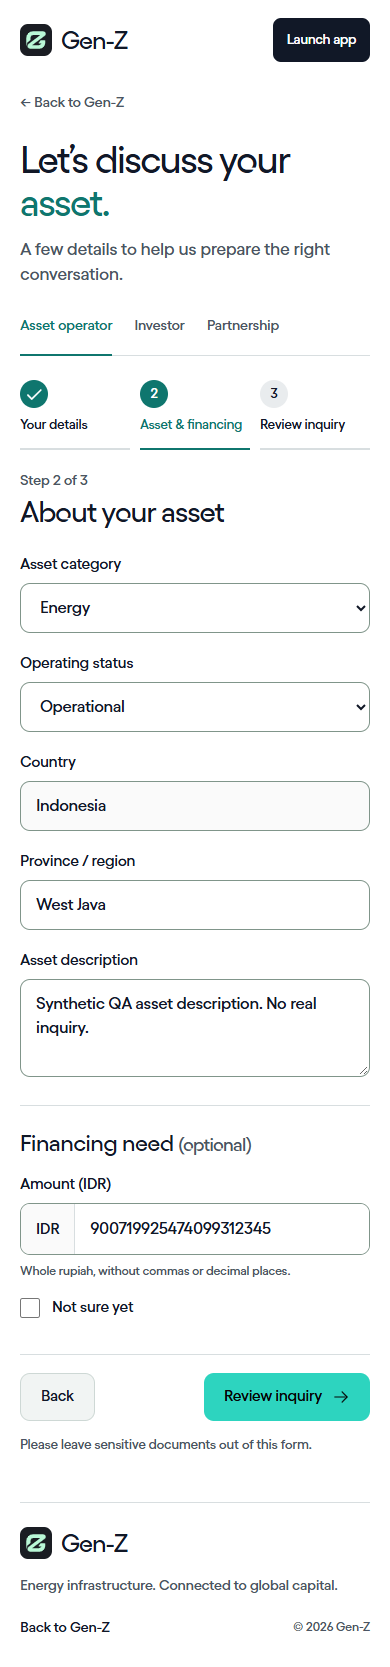 Gen-Z
Launch app
← Back to Gen-Z
Let's discuss your
asset.
A few details to help us prepare the right
conversation.
Asset operator Investor Partnership
2 3
Your details Asset & financing Review inquiry
Step 2 of 3
About your asset
Asset category
Energy
Operating status
Operational
Country
Indonesia
Province / region
West Java
Asset description
Synthetic QA asset description. No real
inquiry.
Financing need (optional)
Amount (IDR)
IDR 900719925474099312345
Whole rupiah, without commas or decimal places.
Not sure yet
Back Review inquiry →
Please leave sensitive documents out of this form.
Gen-Z
Energy infrastructure. Connected to global capital.
Back to Gen-Z © 2026 Gen-Z